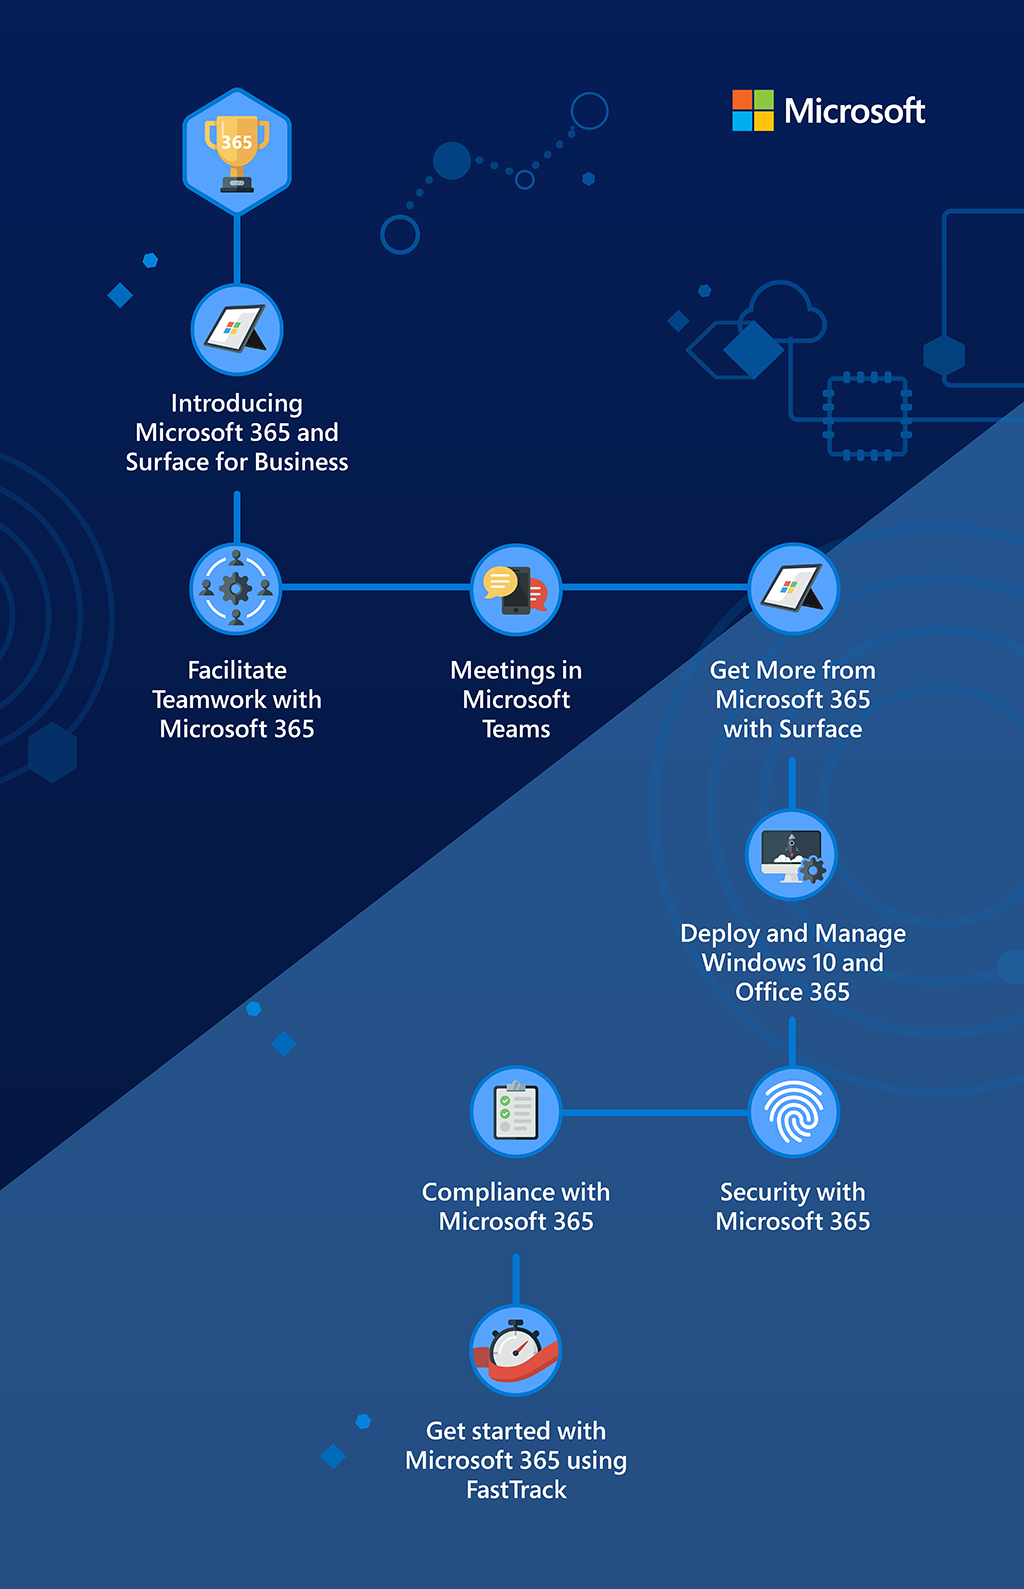 Microsoft
365
Introducing
Microsoft 365 and
Surface for Business
Facilitate
Teamwork with
Microsoft 365
Meetings in
Microsoft
Teams
Get More from
Microsoft 365
with Surface
Deploy and Manage
Windows 10 and
Office 365
Compliance with
Microsoft 365
Security with
Microsoft 365
Get started with
Microsoft 365 using
FastTrack